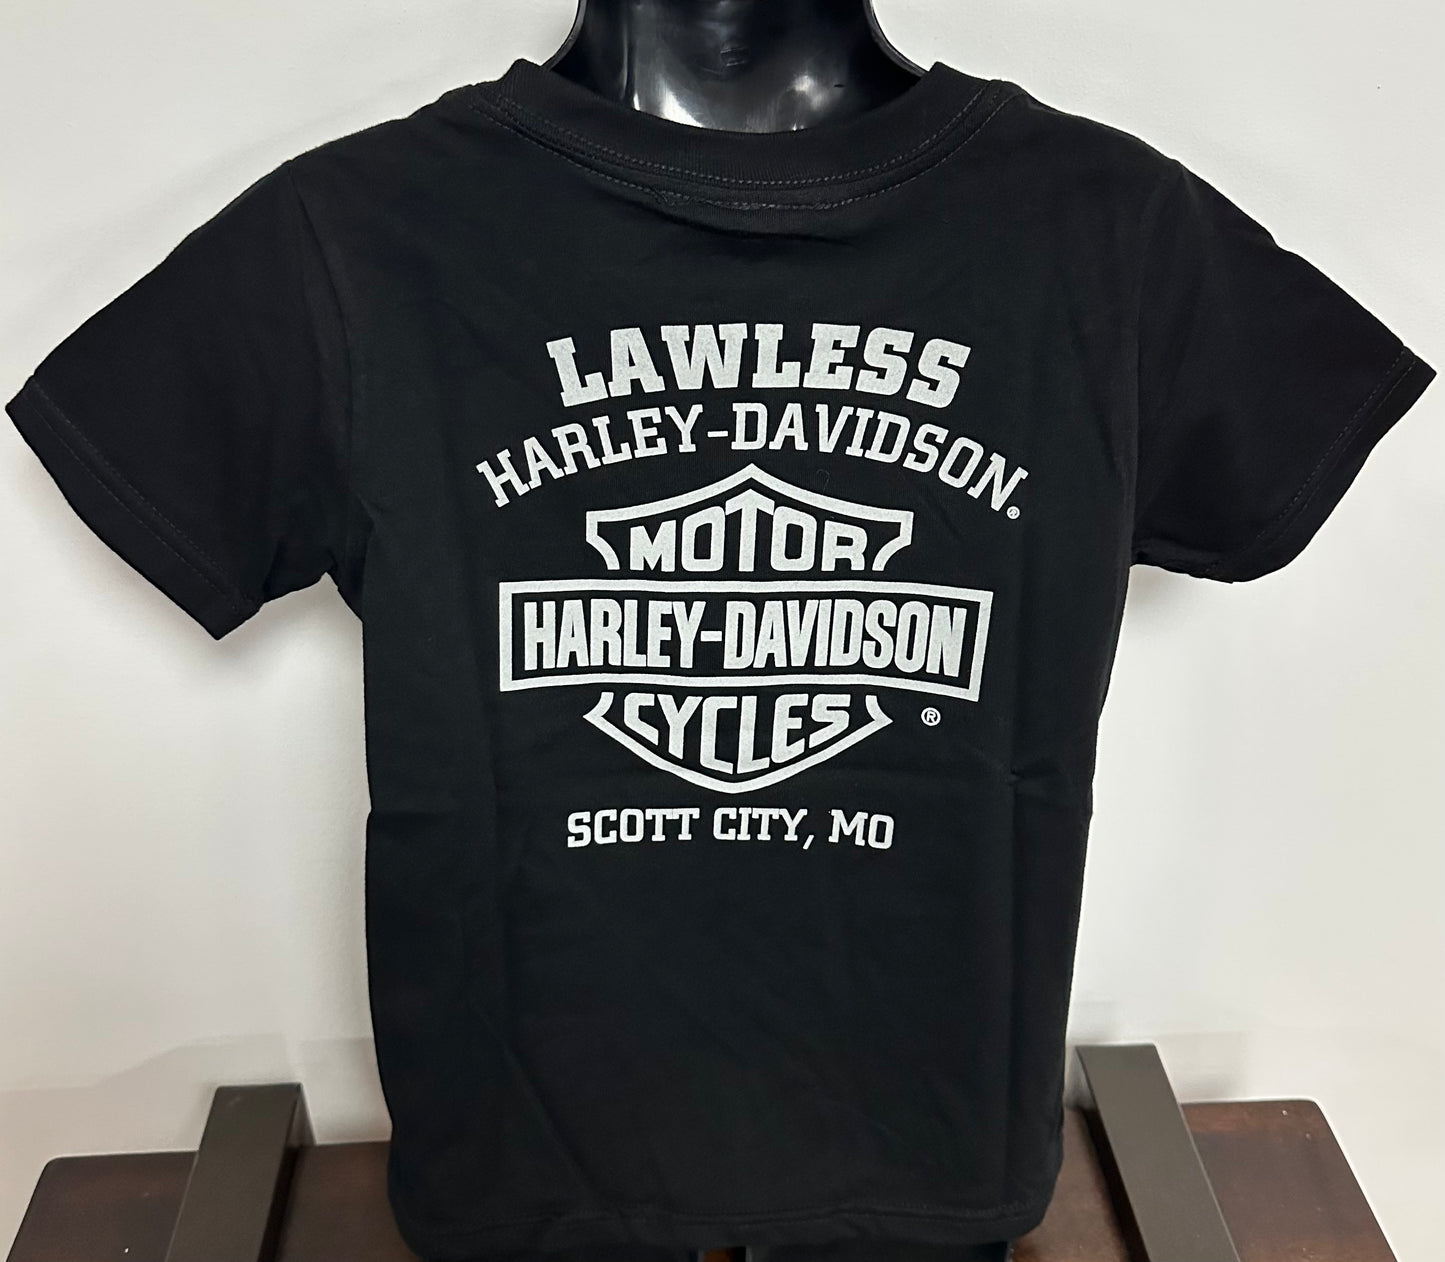 LAWLESS
HARLEY-DAVIDSON®
MOTOR
HARLEY-DAVIDSON
CYCLES ®
SCOTT CITY, MO